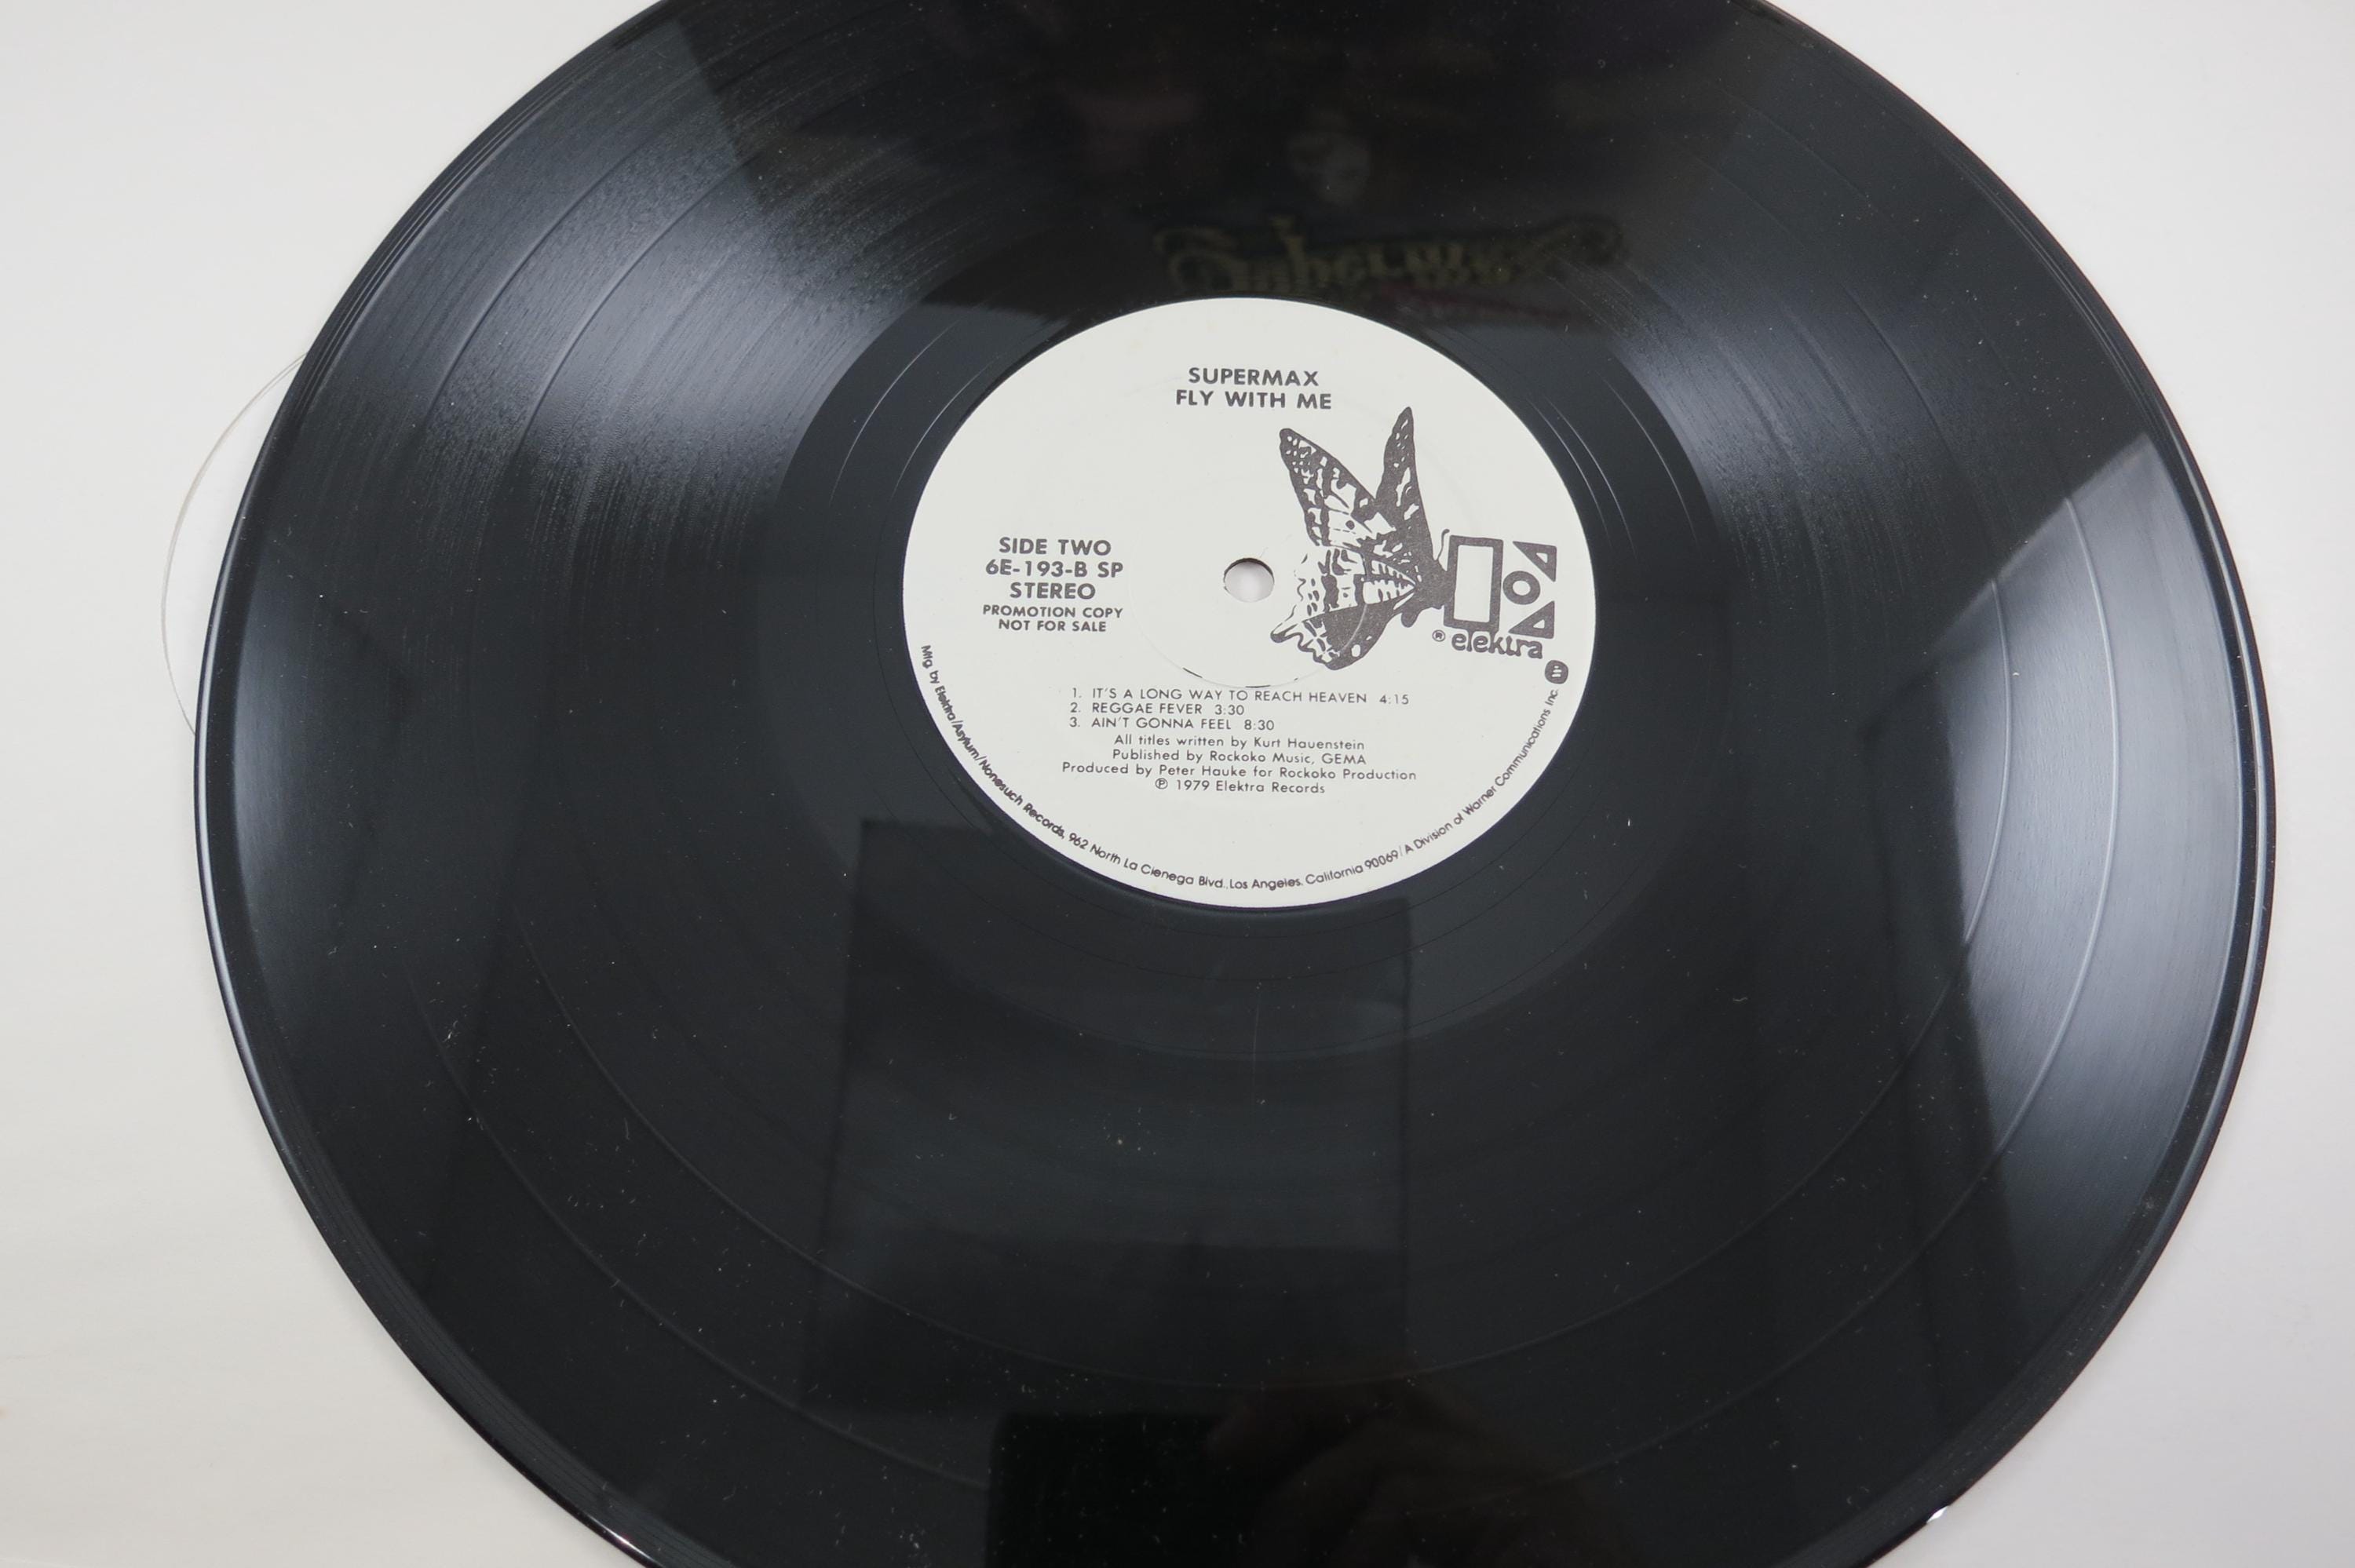 SUPERMAX
FLY WITH ME
SIDE TWO
6E-193-B SP
STEREO
PROMOTION COPY
NOT FOR SALE
® elektra
1. IT'S A LONG WAY TO REACH HEAVEN 4:15
2. REGGAE FEVER 3:30
3. AIN'T GONNA FEEL 8:30
All titles written by Kurt Hauenstein
Published by Rockoko Music, GEMA
Produced by Peter Hauke for Rockoko Production
℗ 1979 Elektra Records
Mfg. by Elektra/Asylum/Nonesuch Records, 962 North La Cienega Blvd., Los Angeles, California 90069/A Division of Warner Communications Inc.